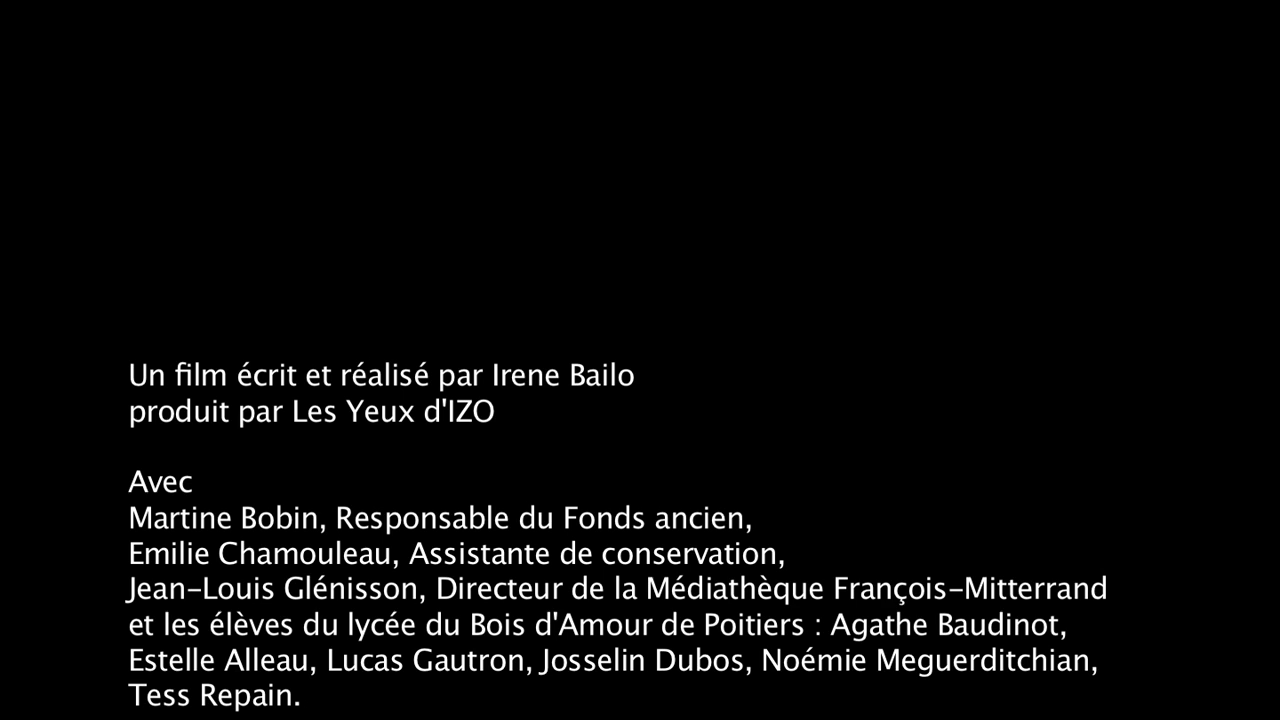 Un film écrit et réalisé par Irene Bailo
produit par Les Yeux d'IZO
Avec
Martine Bobin, Responsable du Fonds ancien,
Emilie Chamouleau, Assistante de conservation,
Jean-Louis Glénisson, Directeur de la Médiathèque François-Mitterrand
et les élèves du lycée du Bois d'Amour de Poitiers : Agathe Baudinot,
Estelle Alleau, Lucas Gautron, Josselin Dubos, Noémie Meguerditchian,
Tess Repain.